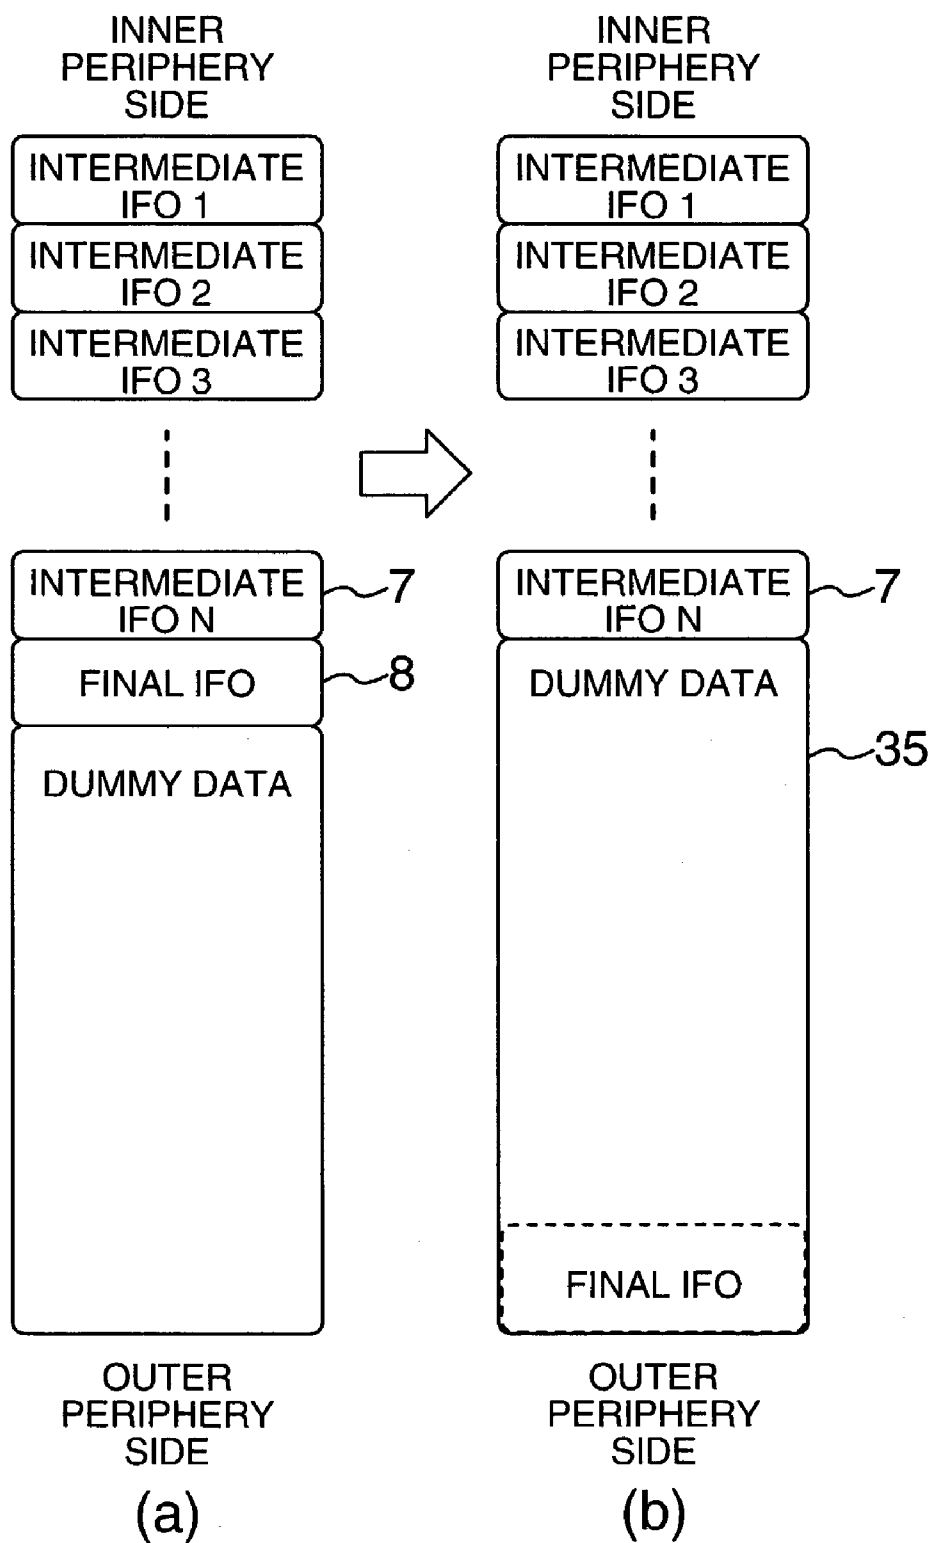 INNER
PERIPHERY
SIDE
INTERMEDIATE
IFO 1
INTERMEDIATE
IFO 2
INTERMEDIATE
IFO 3
INTERMEDIATE
IFO N
7
FINAL IFO
8
DUMMY DATA
OUTER
PERIPHERY
SIDE
(a)
INNER
PERIPHERY
SIDE
INTERMEDIATE
IFO 1
INTERMEDIATE
IFO 2
INTERMEDIATE
IFO 3
INTERMEDIATE
IFO N
7
DUMMY DATA
35
FINAL IFO
OUTER
PERIPHERY
SIDE
(b)